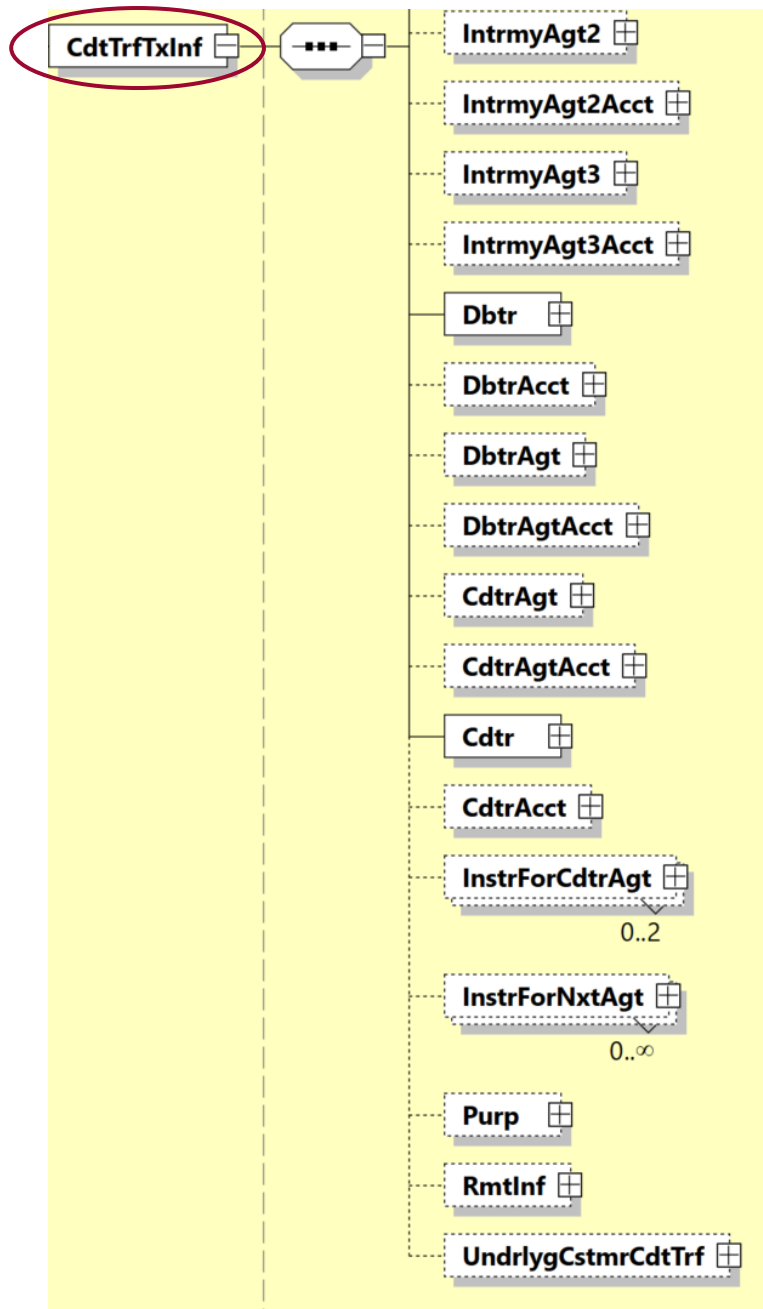 CdtTrfTxInf
IntrmyAgt2
IntrmyAgt2Acct
IntrmyAgt3
IntrmyAgt3Acct
Dbtr
DbtrAcct
DbtrAgt
DbtrAgtAcct
CdtrAgt
CdtrAgtAcct
Cdtr
CdtrAcct
InstrForCdtrAgt
0..2
InstrForNxtAgt
0..∞
Purp
RmtInf
UndrlygCstmrCdtTrf